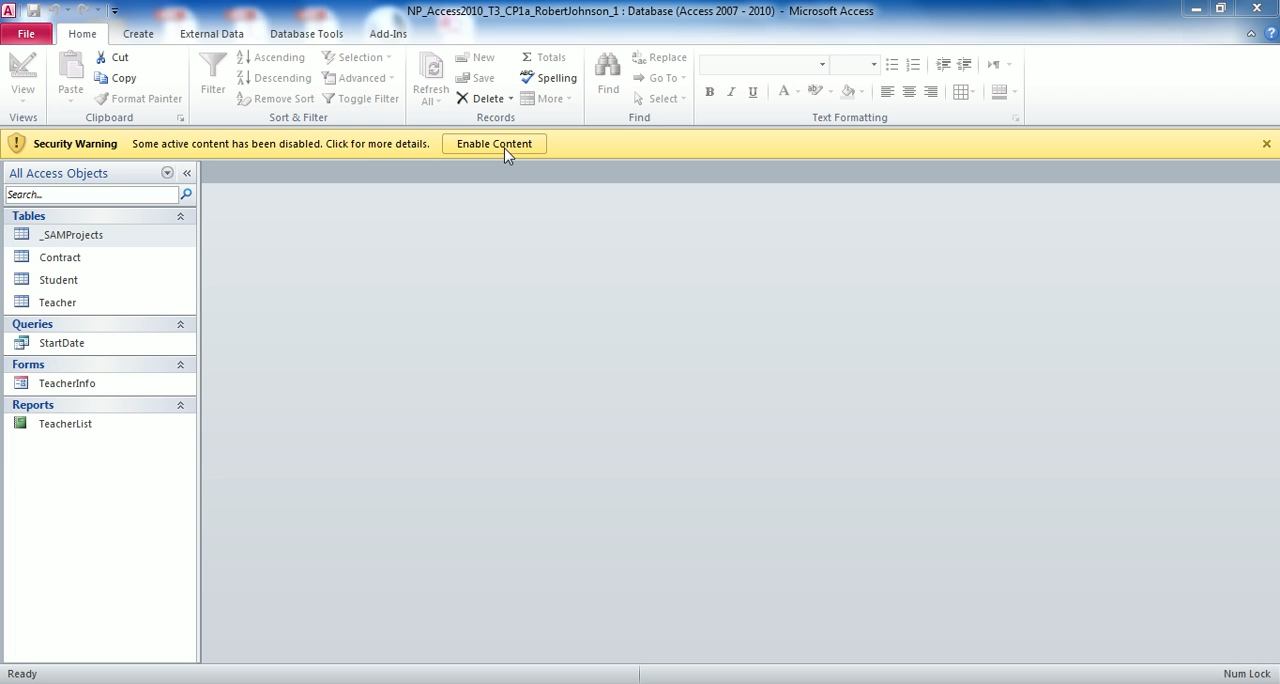 NP_Access2010_T3_CP1a_RobertJohnson_1 : Database (Access 2007 - 2010) - Microsoft Access
File Home Create External Data Database Tools Add-Ins
View
Views
Paste
Cut
Copy
Format Painter
Clipboard
Filter
Ascending
Descending
Remove Sort
Selection
Advanced
Toggle Filter
Sort & Filter
Refresh
All
New
Save
Delete
Totals
Spelling
More
Records
Find
Replace
Go To
Select
Find
B I U A
Text Formatting
Security Warning Some active content has been disabled. Click for more details. Enable Content
All Access Objects
Search...
Tables
_SAMProjects
Contract
Student
Teacher
Queries
StartDate
Forms
TeacherInfo
Reports
TeacherList
Ready Num Lock